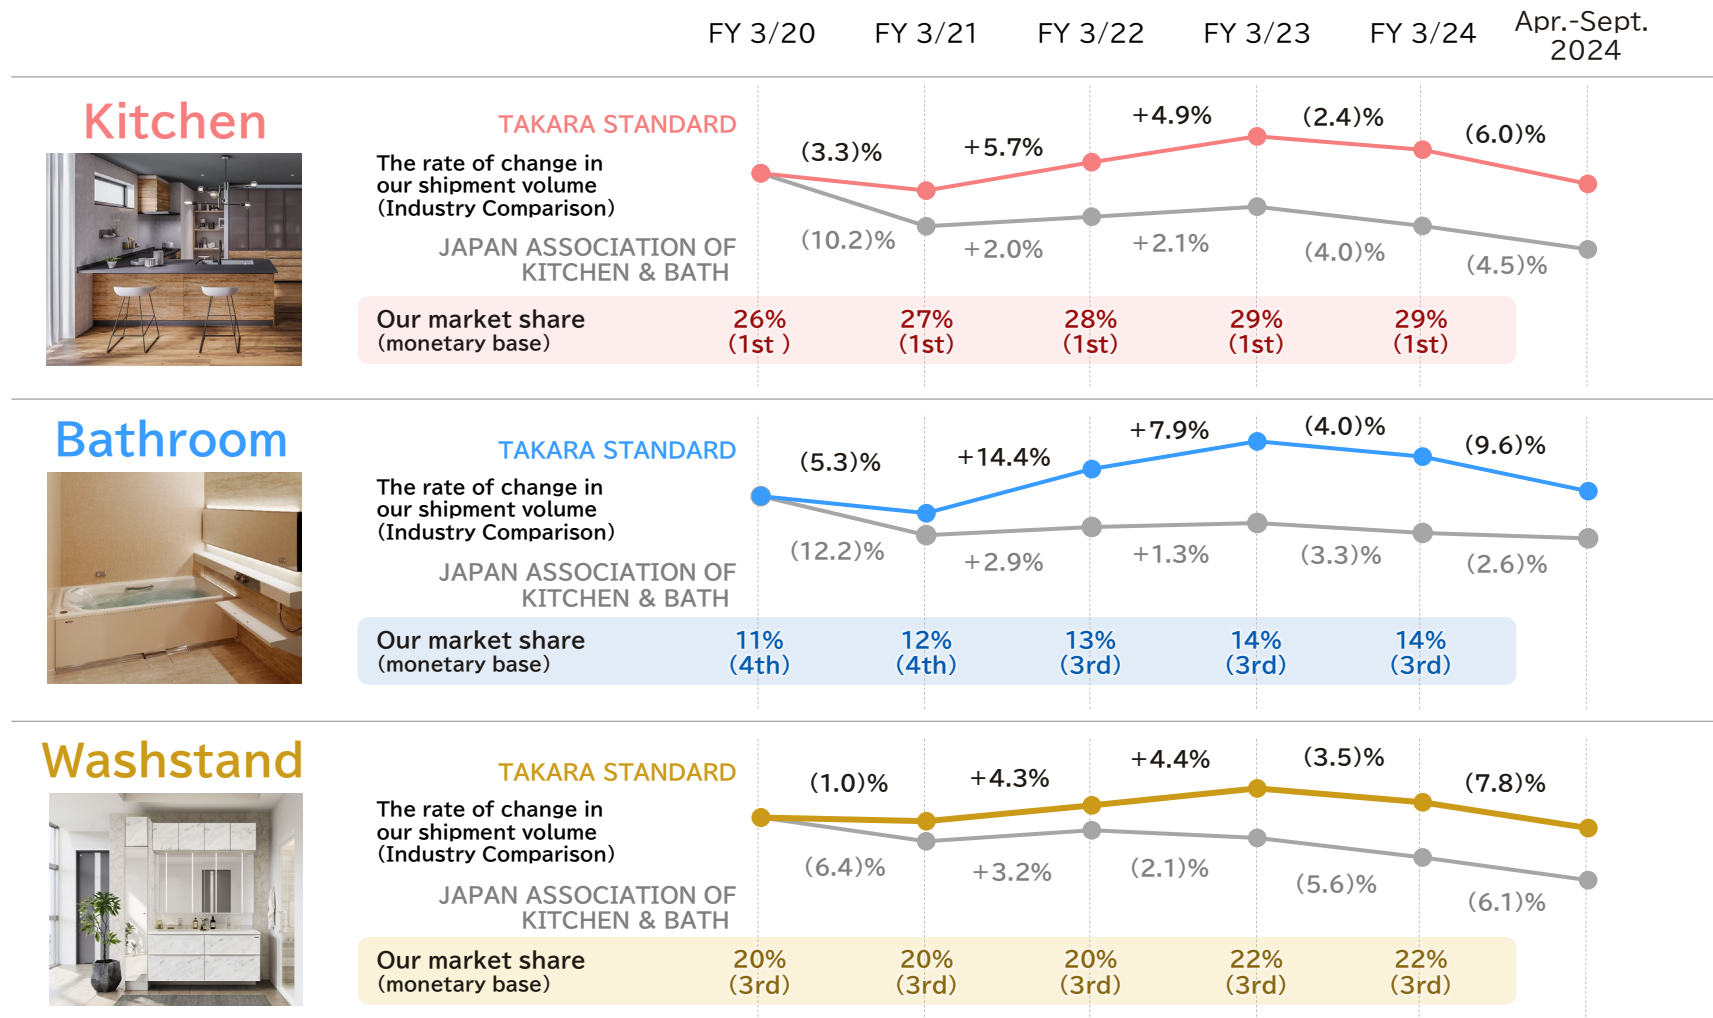 FY 3/20 FY 3/21 FY 3/22 FY 3/23 FY 3/24 Apr.-Sept. 2024
Kitchen
TAKARA STANDARD
(3.3)% +5.7% +4.9% (2.4)% (6.0)%
The rate of change in
our shipment volume
(Industry Comparison)
JAPAN ASSOCIATION OF
KITCHEN & BATH
(10.2)% +2.0% +2.1% (4.0)% (4.5)%
Our market share
(monetary base)
26% 27% 28% 29% 29%
(1st ) (1st) (1st) (1st) (1st)
Bathroom
TAKARA STANDARD
(5.3)% +14.4% +7.9% (4.0)% (9.6)%
The rate of change in
our shipment volume
(Industry Comparison)
JAPAN ASSOCIATION OF
KITCHEN & BATH
(12.2)% +2.9% +1.3% (3.3)% (2.6)%
Our market share
(monetary base)
11% 12% 13% 14% 14%
(4th) (4th) (3rd) (3rd) (3rd)
Washstand
TAKARA STANDARD
(1.0)% +4.3% +4.4% (3.5)% (7.8)%
The rate of change in
our shipment volume
(Industry Comparison)
JAPAN ASSOCIATION OF
KITCHEN & BATH
(6.4)% +3.2% (2.1)% (5.6)% (6.1)%
Our market share
(monetary base)
20% 20% 20% 22% 22%
(3rd) (3rd) (3rd) (3rd) (3rd)